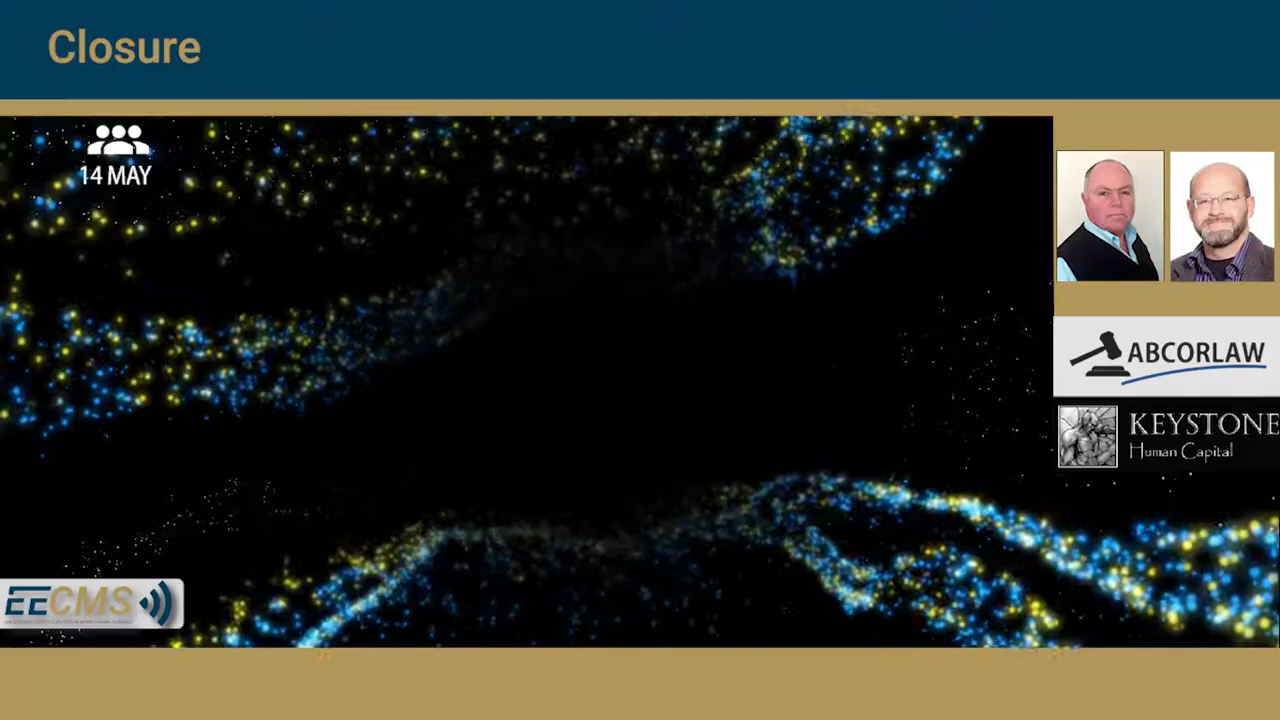 Closure
14 MAY
ABCORLAW
KEYSTONE
Human Capital
EECMS